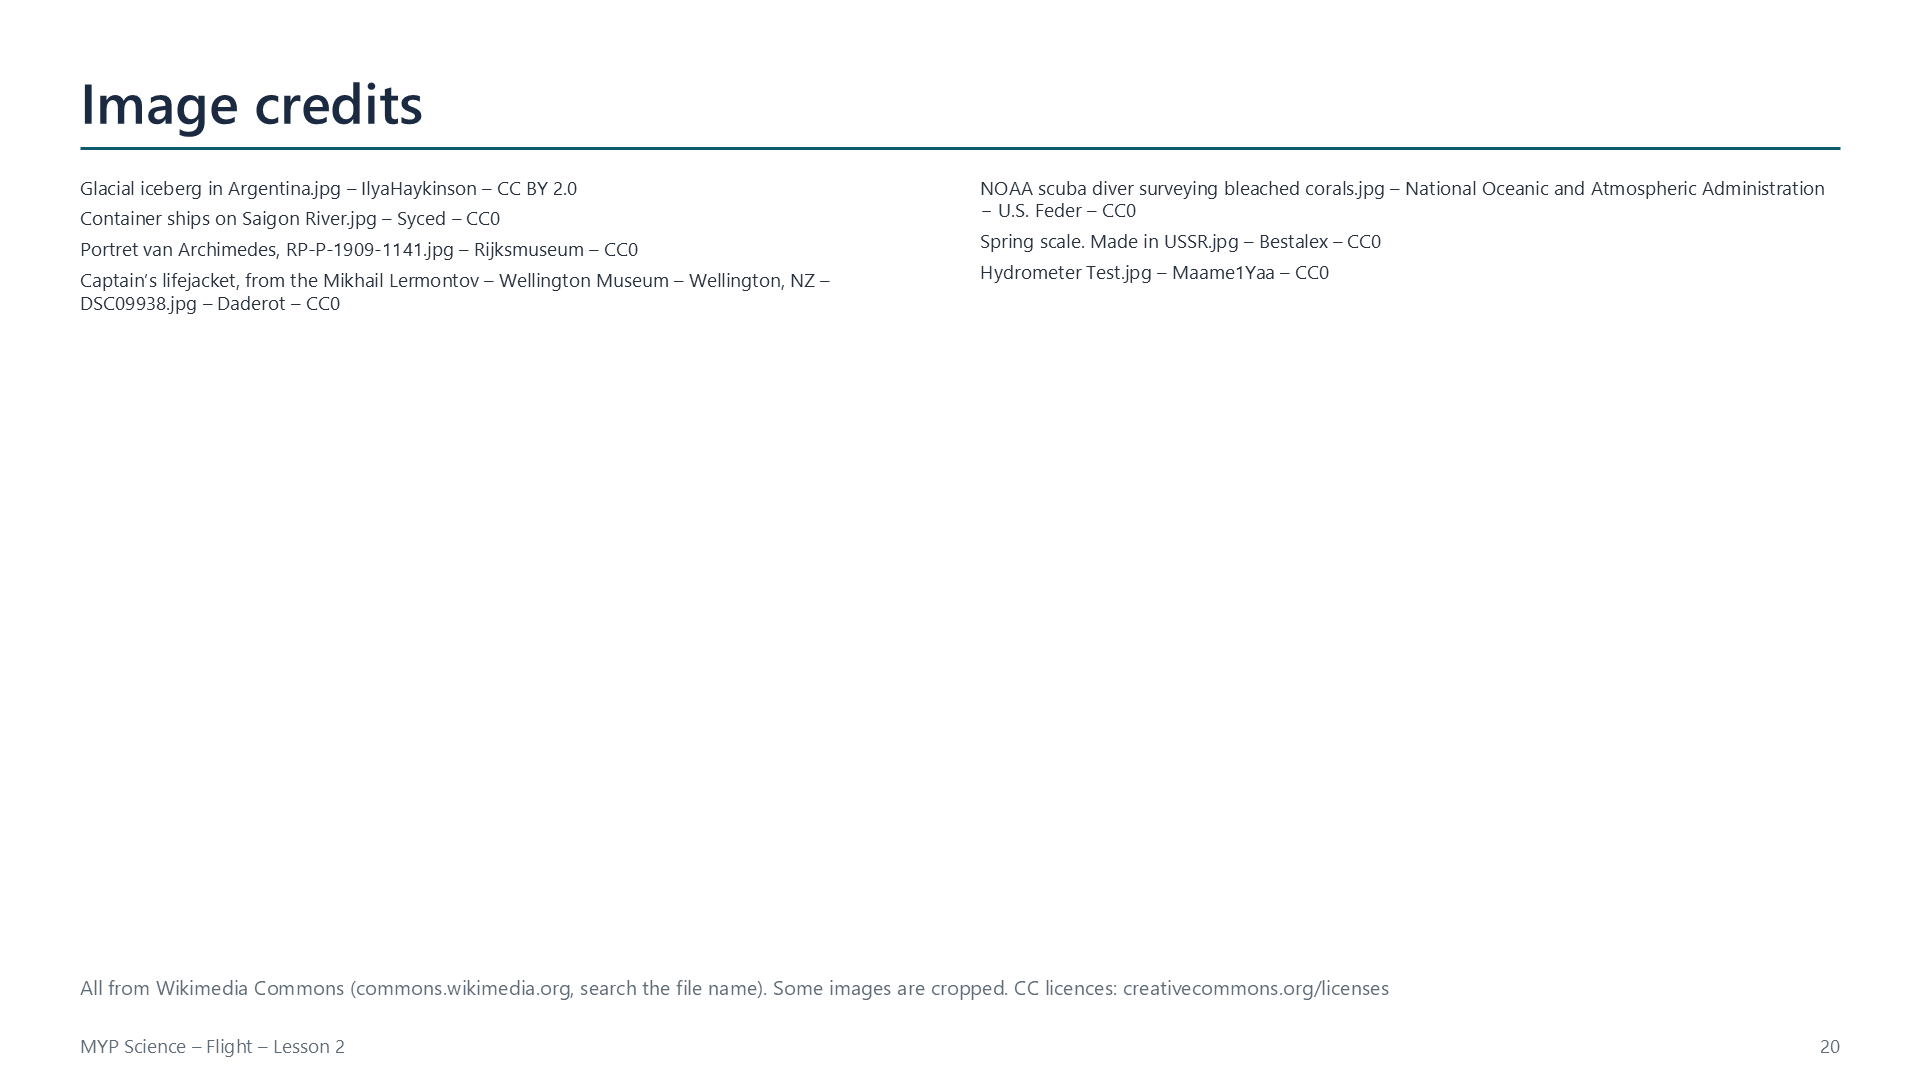 Image credits
Glacial iceberg in Argentina.jpg – IlyaHaykinson – CC BY 2.0
Container ships on Saigon River.jpg – Syced – CC0
Portret van Archimedes, RP-P-1909-1141.jpg – Rijksmuseum – CC0
Captain’s lifejacket, from the Mikhail Lermontov – Wellington Museum – Wellington, NZ –
DSC09938.jpg – Daderot – CC0
NOAA scuba diver surveying bleached corals.jpg – National Oceanic and Atmospheric Administration
– U.S. Feder – CC0
Spring scale. Made in USSR.jpg – Bestalex – CC0
Hydrometer Test.jpg – Maame1Yaa – CC0
All from Wikimedia Commons (commons.wikimedia.org, search the file name). Some images are cropped. CC licences: creativecommons.org/licenses
MYP Science – Flight – Lesson 2
20